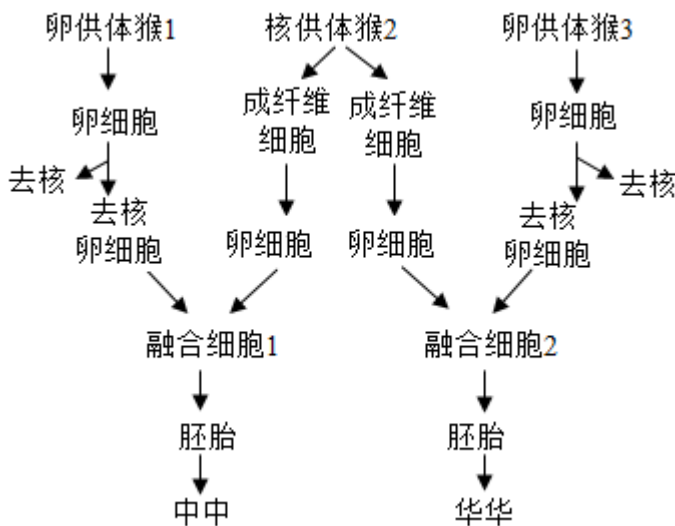 卵供体猴1 核供体猴2 卵供体猴3
成纤维 成纤维
细胞 细胞
卵细胞 卵细胞
去核 去核
去核 去核
卵细胞 卵细胞 卵细胞 卵细胞
融合细胞1 融合细胞2
胚胎 胚胎
中中 华华